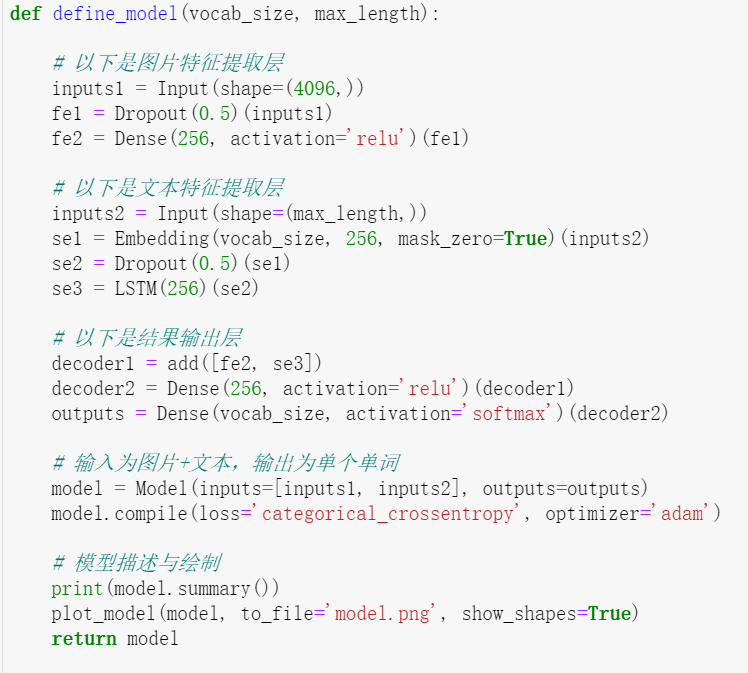 def define_model(vocab_size, max_length):
# 以下是图片特征提取层
inputs1 = Input(shape=(4096,))
fe1 = Dropout(0.5)(inputs1)
fe2 = Dense(256, activation='relu')(fe1)
# 以下是文本特征提取层
inputs2 = Input(shape=(max_length,))
se1 = Embedding(vocab_size, 256, mask_zero=True)(inputs2)
se2 = Dropout(0.5)(se1)
se3 = LSTM(256)(se2)
# 以下是结果输出层
decoder1 = add([fe2, se3])
decoder2 = Dense(256, activation='relu')(decoder1)
outputs = Dense(vocab_size, activation='softmax')(decoder2)
# 输入为图片+文本, 输出为单个单词
model = Model(inputs=[inputs1, inputs2], outputs=outputs)
model.compile(loss='categorical_crossentropy', optimizer='adam')
# 模型描述与绘制
print(model.summary())
plot_model(model, to_file='model.png', show_shapes=True)
return model